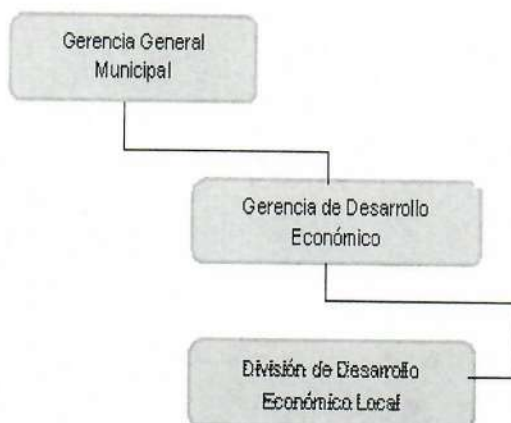 Gerencia General
Municipal
Gerencia de Desarrollo
Económico
División de Desarrollo
Económico Local